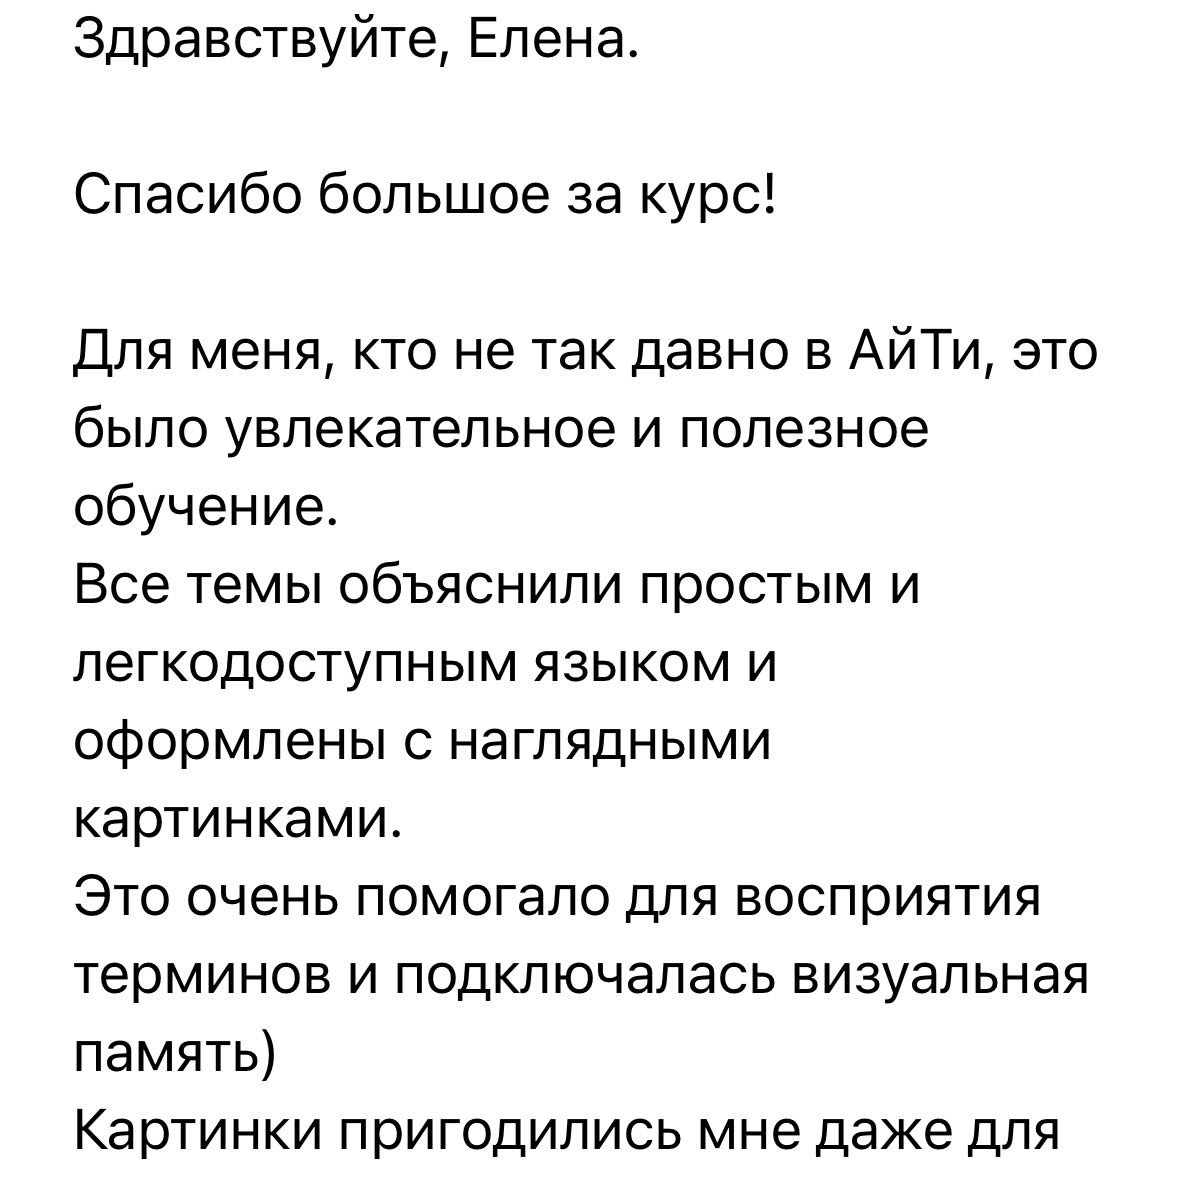 Здравствуйте, Елена.
Спасибо большое за курс!
Для меня, кто не так давно в АйТи, это
было увлекательное и полезное
обучение.
Все темы объяснили простым и
легкодоступным языком и
оформлены с наглядными
картинками.
Это очень помогало для восприятия
терминов и подключалась визуальная
память)
Картинки пригодились мне даже для